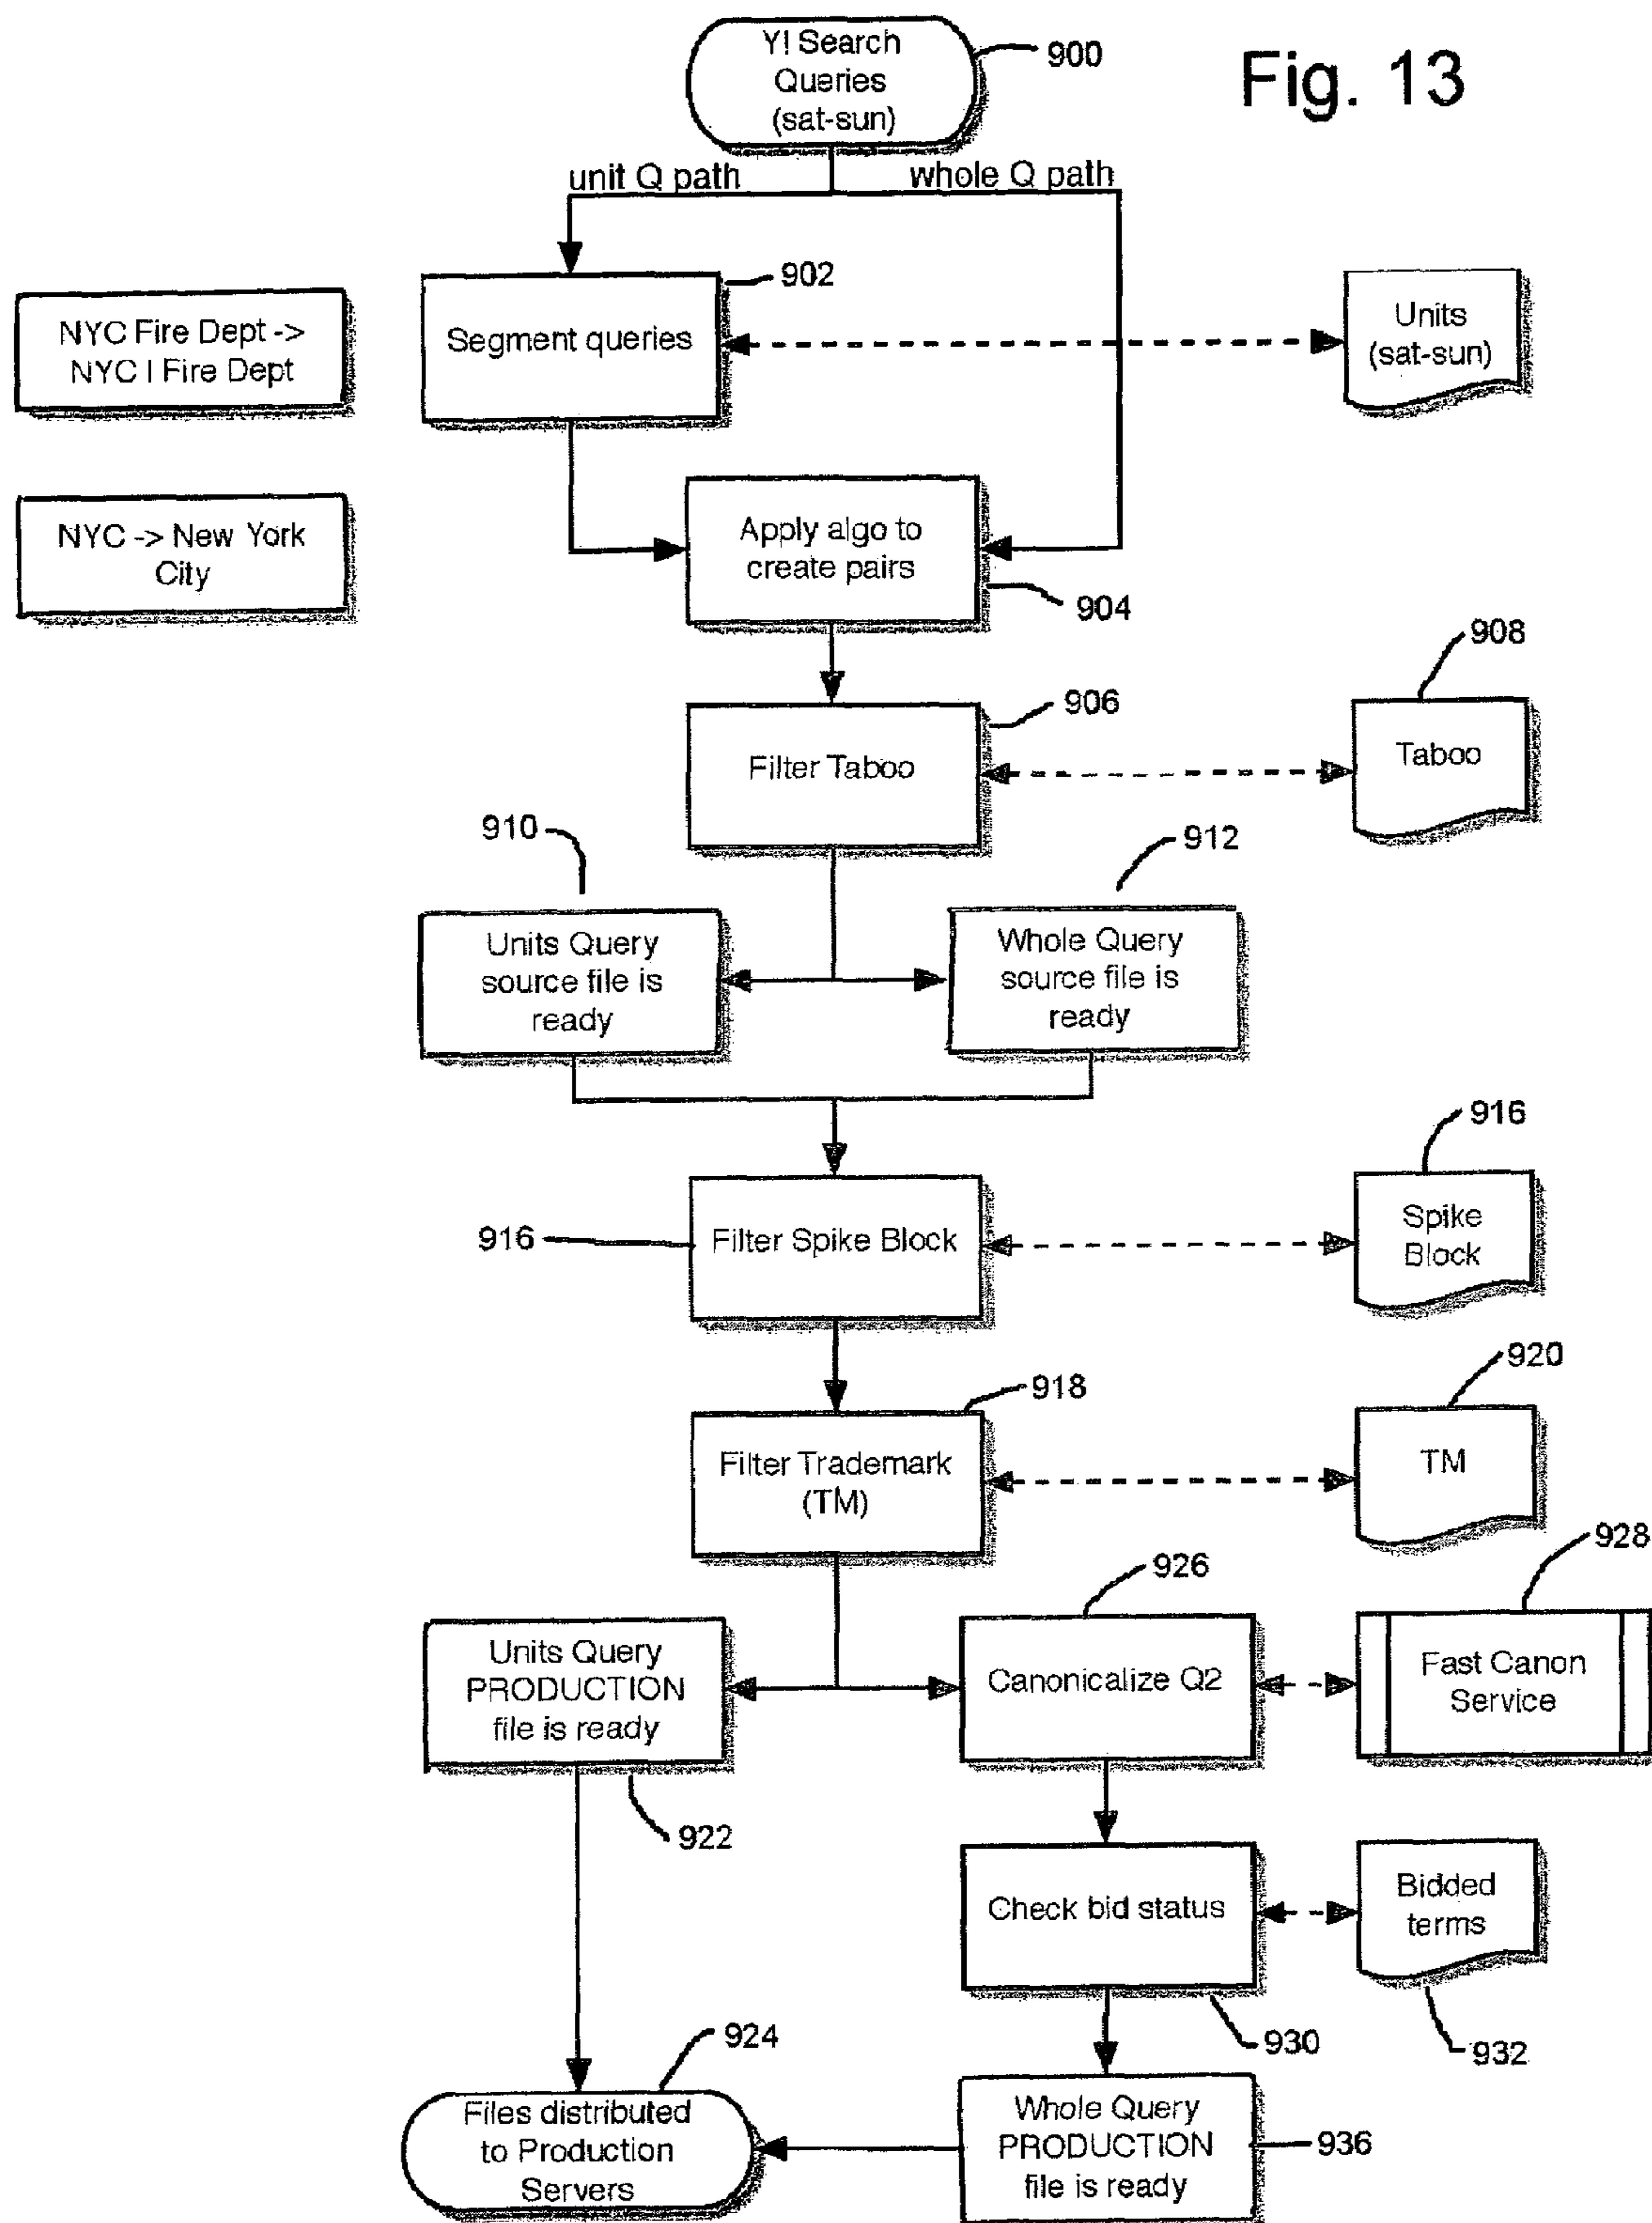 Y! Search
Queries
(sat-sun)
900
Fig. 13
unit Q path
whole Q path
902
NYC Fire Dept ->
NYC | Fire Dept
Segment queries
Units
(sat-sun)
NYC -> New York
City
Apply algo to
create pairs
904
908
906
Filter Taboo
Taboo
910
912
Units Query
source file is
ready
Whole Query
source file is
ready
916
916
Filter Spike Block
Spike
Block
918
920
Filter Trademark
(TM)
TM
926
928
Units Query
PRODUCTION
file is ready
Canonicalize Q2
Fast Canon
Service
922
Check bid status
Bidded
terms
924
930
932
Files distributed
to Production
Servers
Whole Query
PRODUCTION
file is ready
936